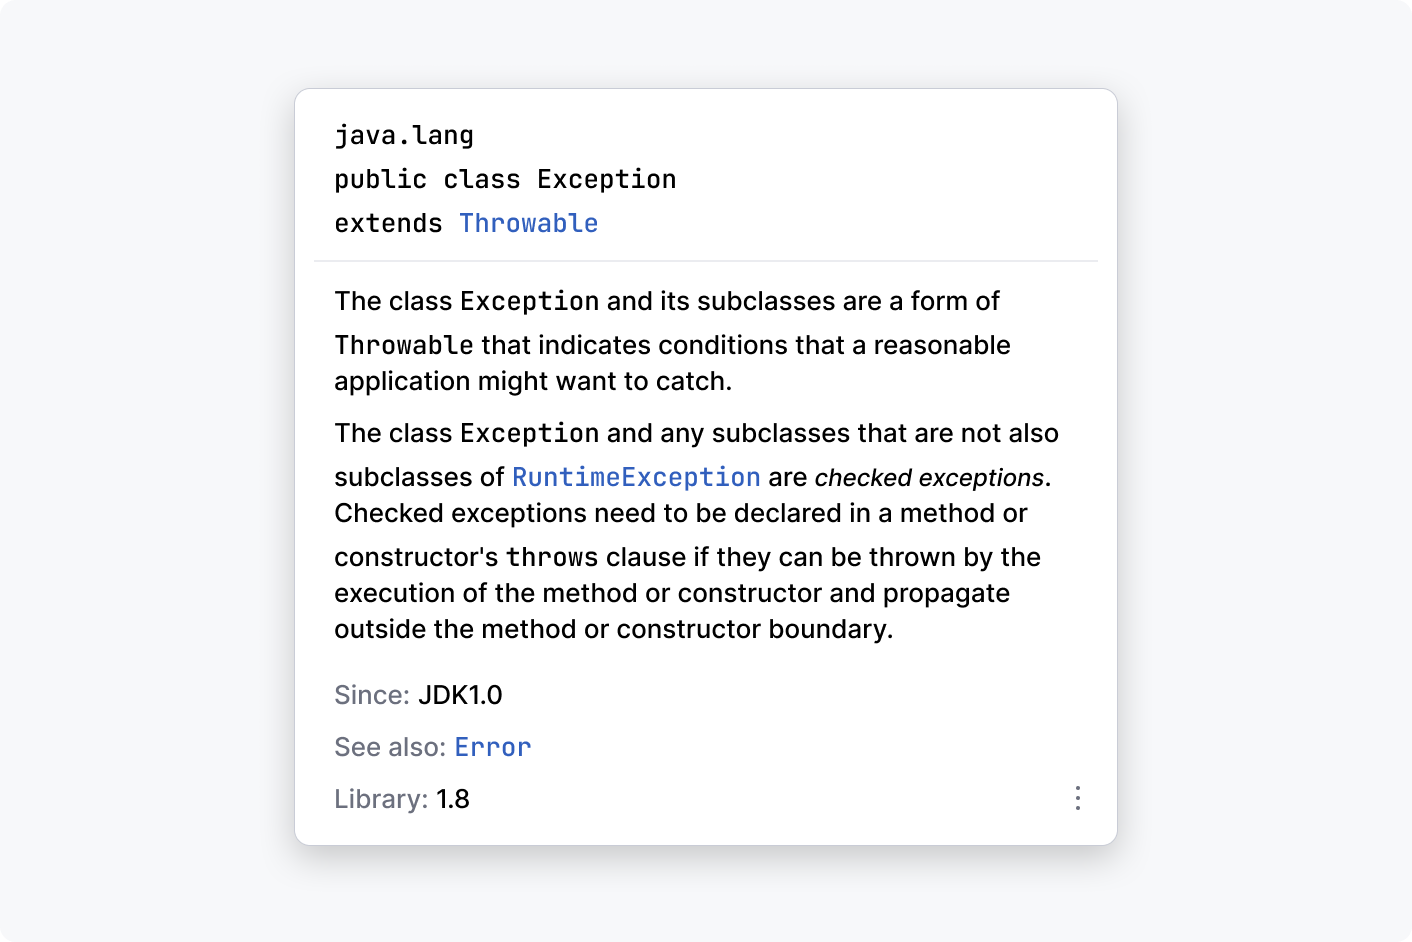 java.lang
public class Exception
extends Throwable
The class Exception and its subclasses are a form of
Throwable that indicates conditions that a reasonable
application might want to catch.
The class Exception and any subclasses that are not also
subclasses of RuntimeException are checked exceptions.
Checked exceptions need to be declared in a method or
constructor's throws clause if they can be thrown by the
execution of the method or constructor and propagate
outside the method or constructor boundary.
Since: JDK1.0
See also: Error
Library: 1.8